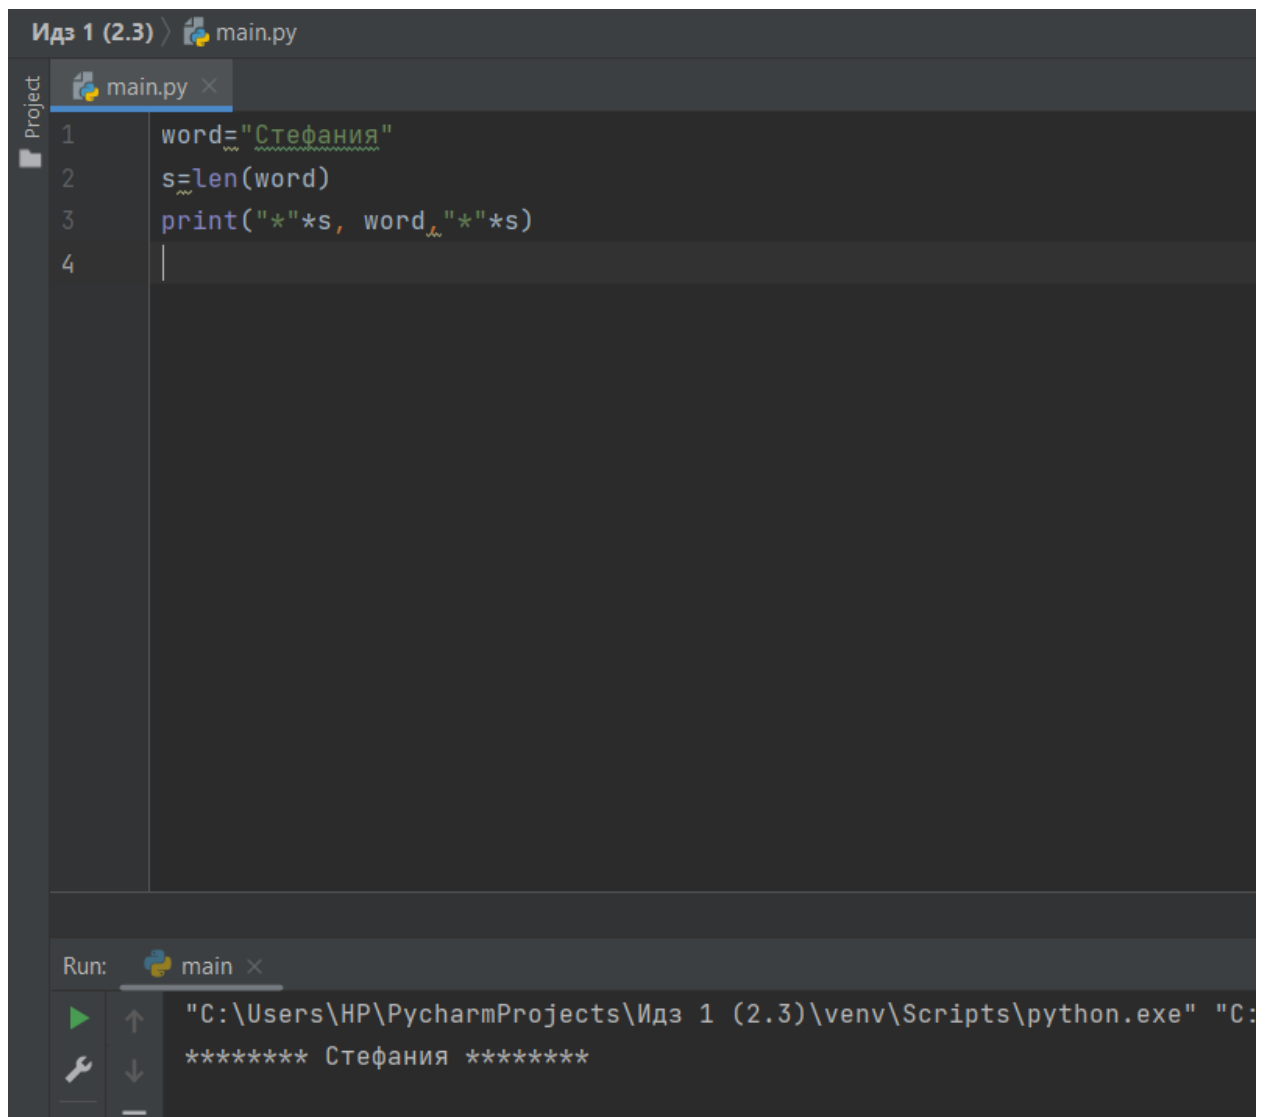 Идз 1 (2.3) main.py
Project
main.py
1 word="Стефания"
2 s=len(word)
3 print("*"*s, word,"*"*s)
4
Run: main
"C:\Users\HP\PycharmProjects\Идз 1 (2.3)\venv\Scripts\python.exe" "C:
******** Стефания ********